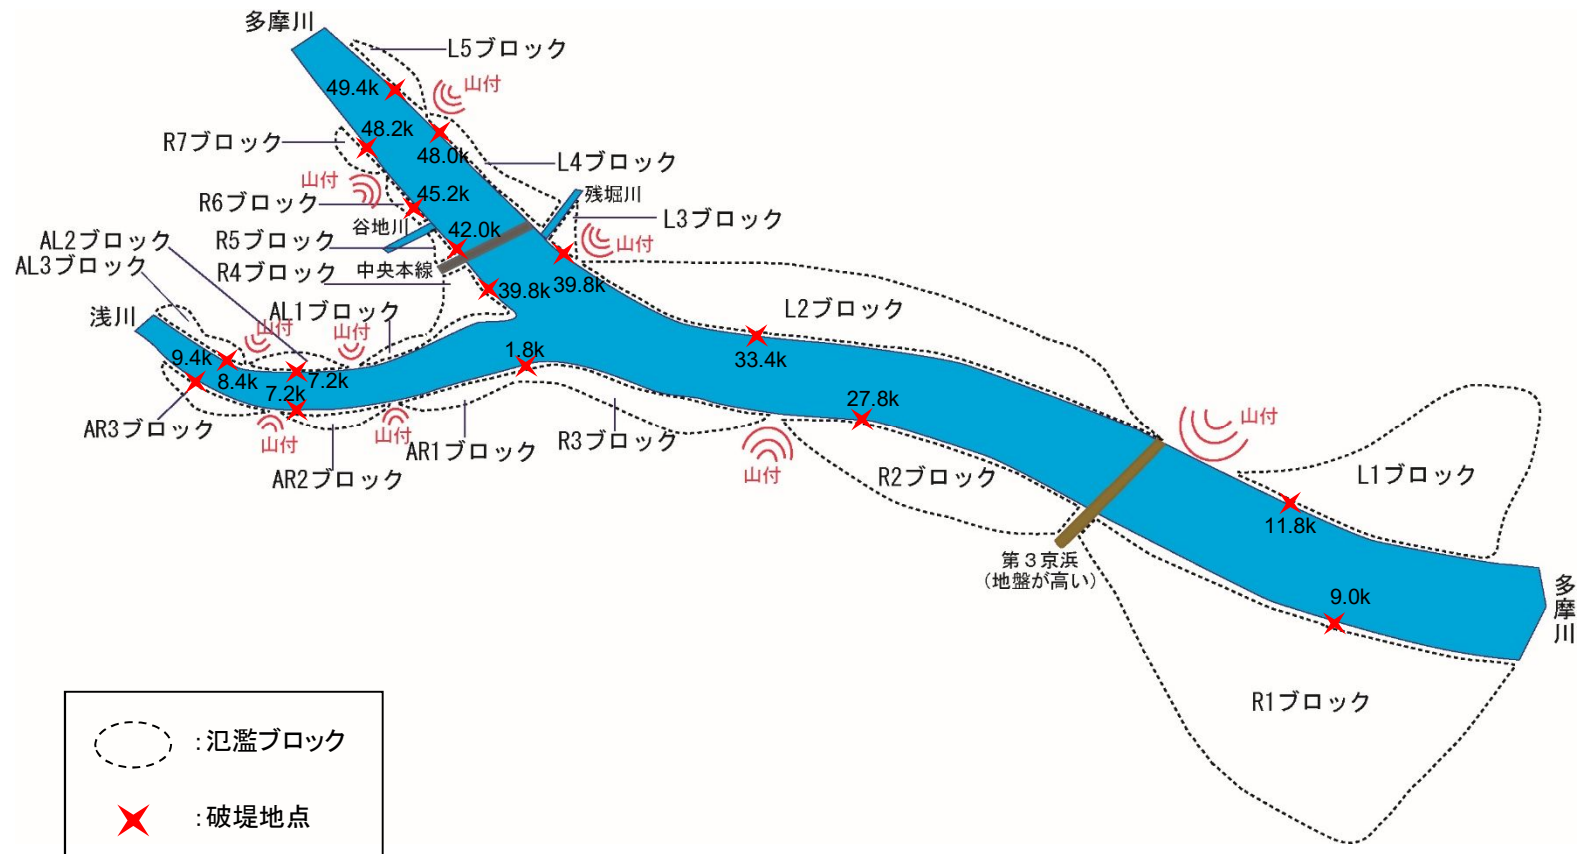 多摩川
L5ブロック
49.4k
山付
48.2k
R7ブロック
48.0k
L4ブロック
山付
45.2k
残堀川
R6ブロック
L3ブロック
谷地川
42.0k
AL2ブロック
R5ブロック
山付
AL3ブロック
R4ブロック
中央本線
39.8k
39.8k
浅川
AL1ブロック
L2ブロック
山付
山付
9.4k
1.8k
33.4k
8.4k
7.2k
7.2k
27.8k
山付
AR3ブロック
山付
山付
AR1ブロック
R3ブロック
AR2ブロック
山付
R2ブロック
L1ブロック
11.8k
第3京浜
(地盤が高い)
9.0k
多摩川
R1ブロック
:氾濫ブロック
:破堤地点